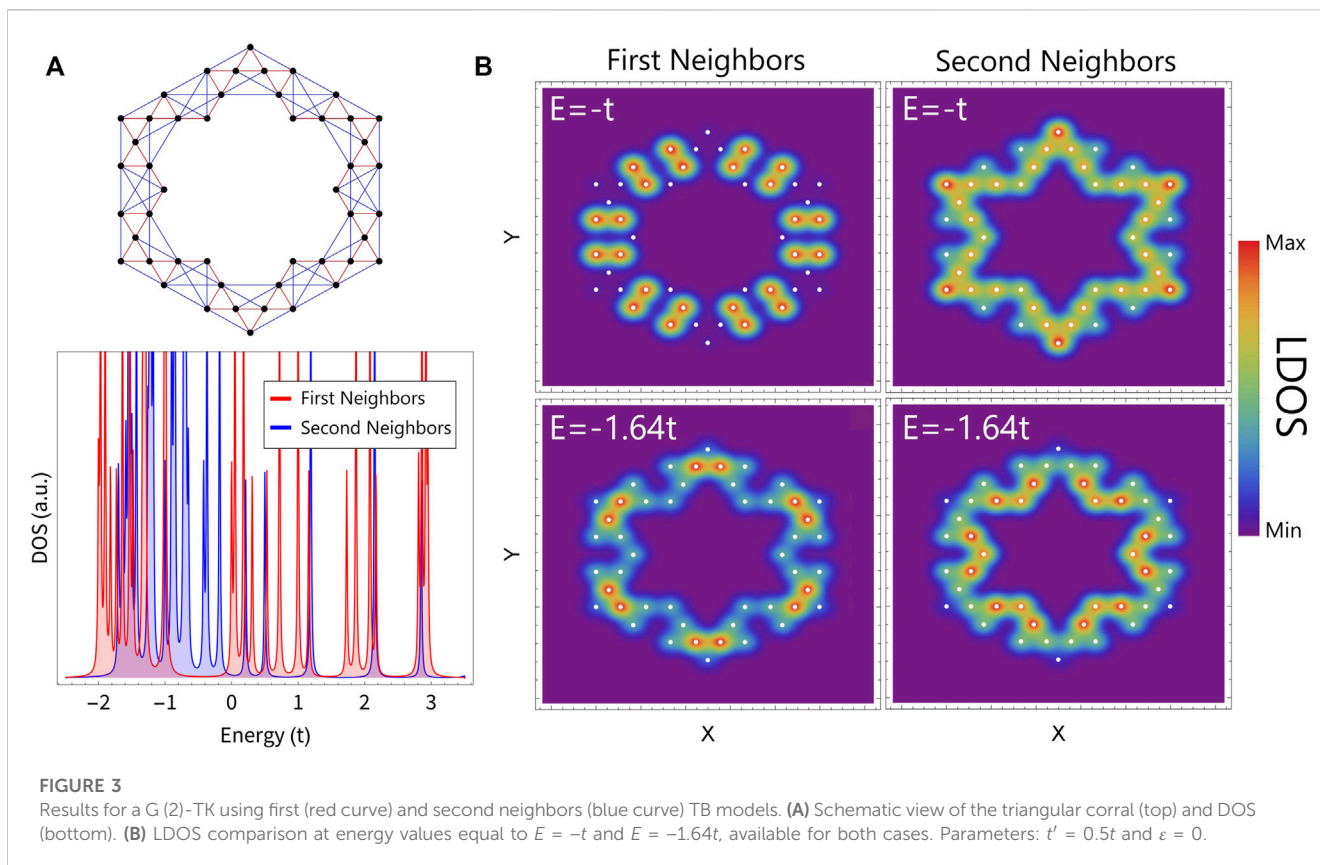 A
B
First Neighbors
Second Neighbors
E=-t
E=-t
Y
E=-1.64t
E=-1.64t
Y
X
X
Max
LDOS
Min
First Neighbors
Second Neighbors
DOS (a.u.)
−2 −1 0 1 2 3
Energy (t)
FIGURE 3
Results for a G (2)-TK using first (red curve) and second neighbors (blue curve) TB models. (A) Schematic view of the triangular corral (top) and DOS
(bottom). (B) LDOS comparison at energy values equal to E = −t and E = −1.64t, available for both cases. Parameters: t′ = 0.5t and ε = 0.